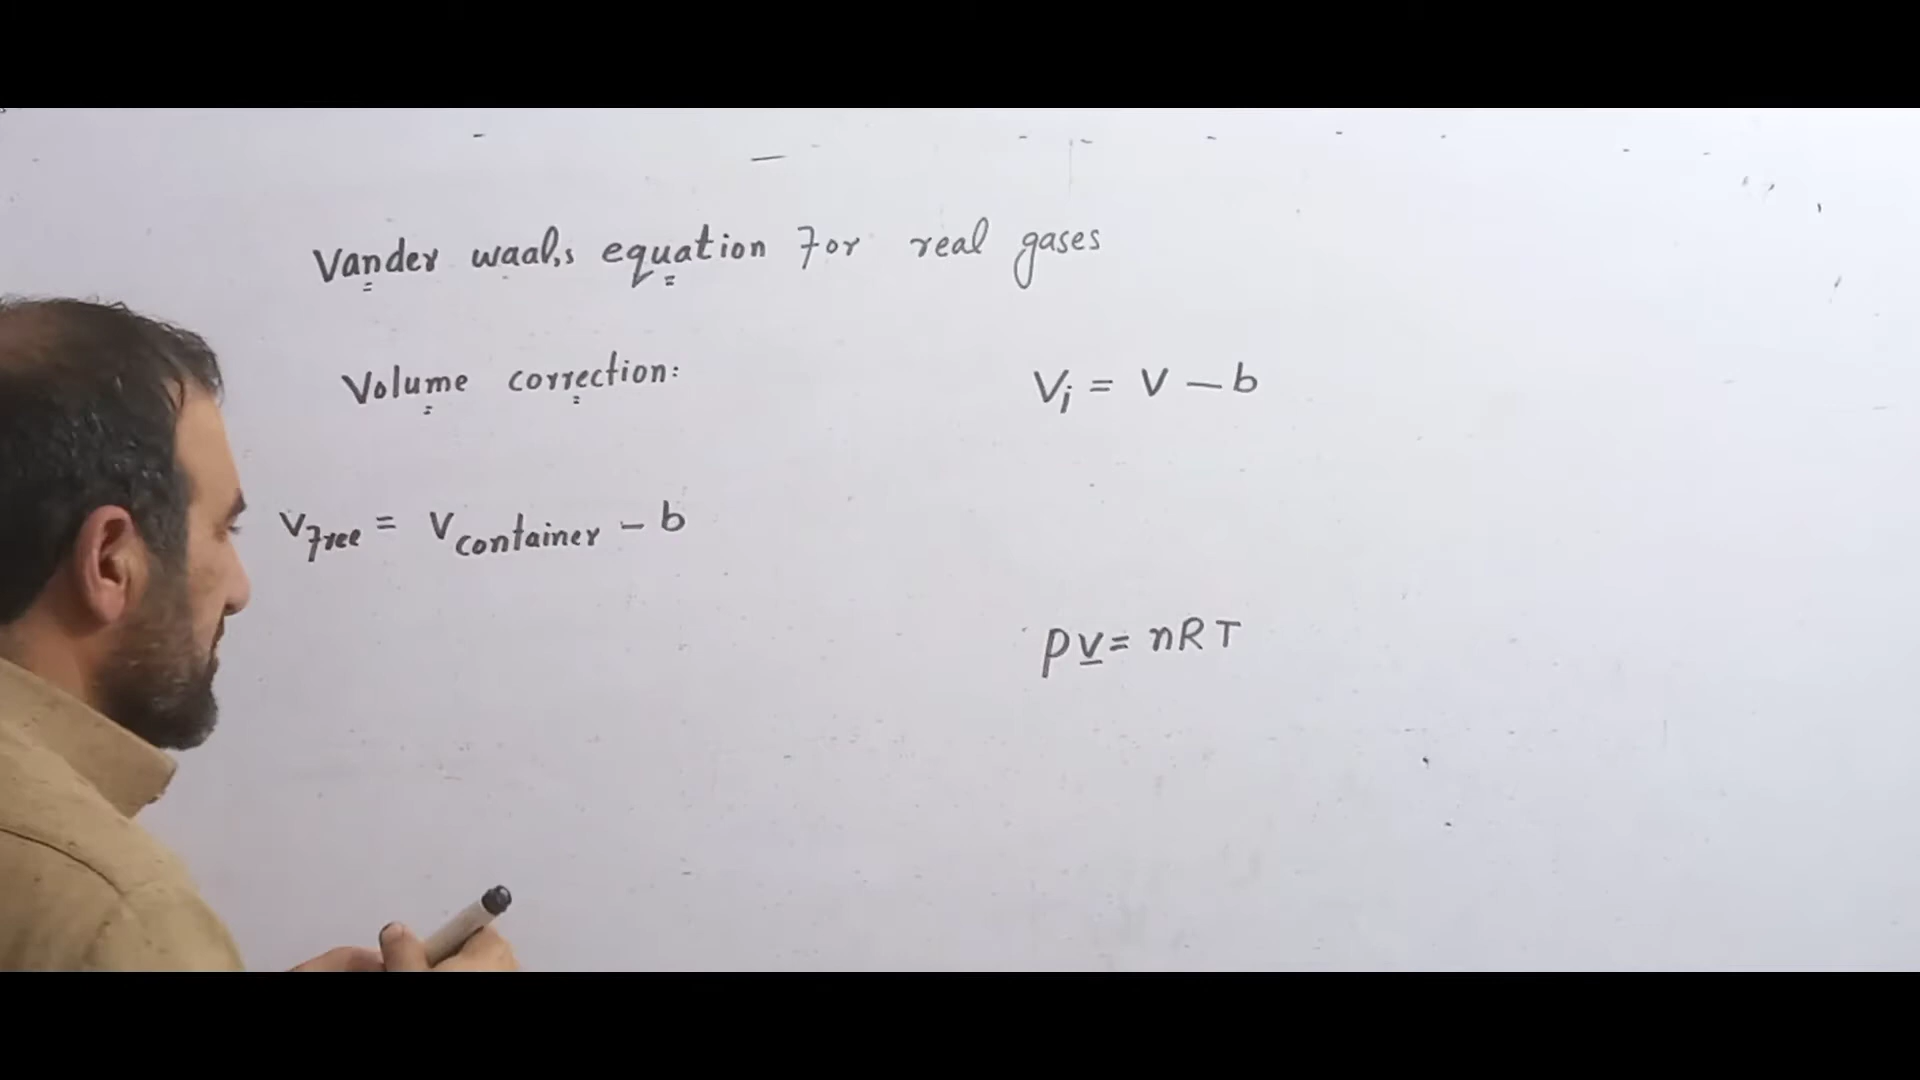 Vander waal,s equation for real gases
Volume correction:
Vi = V – b
Vfree = Vcontainer – b
PV = nRT